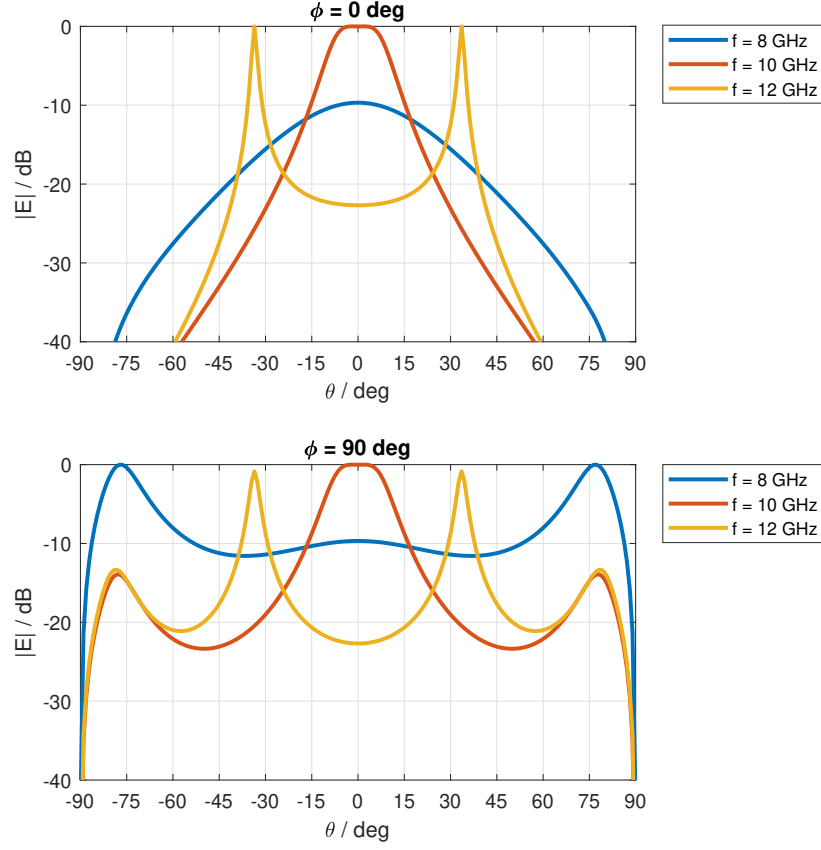 ϕ = 0 deg
0
-10
-20
-30
-40
|E| / dB
-90 -75 -60 -45 -30 -15 0 15 30 45 60 75 90
θ / deg
f = 8 GHz
f = 10 GHz
f = 12 GHz
ϕ = 90 deg
0
-10
-20
-30
-40
|E| / dB
-90 -75 -60 -45 -30 -15 0 15 30 45 60 75 90
θ / deg
f = 8 GHz
f = 10 GHz
f = 12 GHz